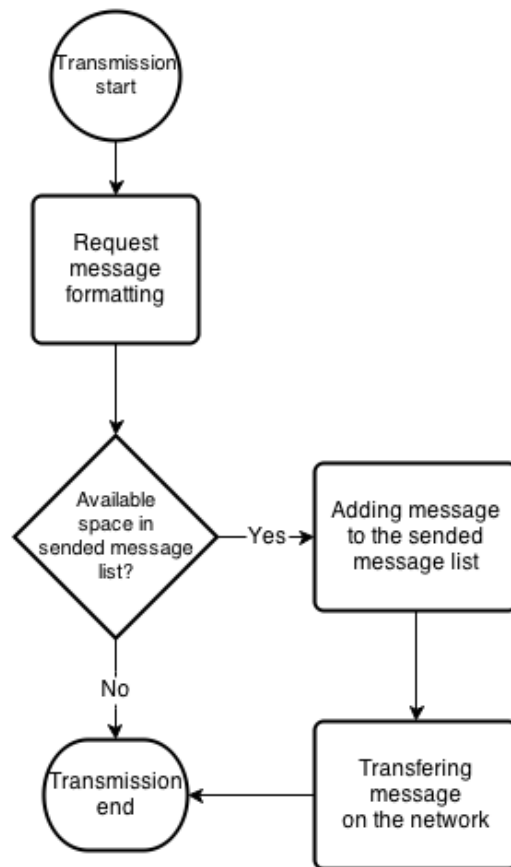 Transmission
start
Request
message
formatting
Available
space in
sended message
list?
Yes
Adding message
to the sended
message list
No
Transmission
end
Transfering
message
on the network